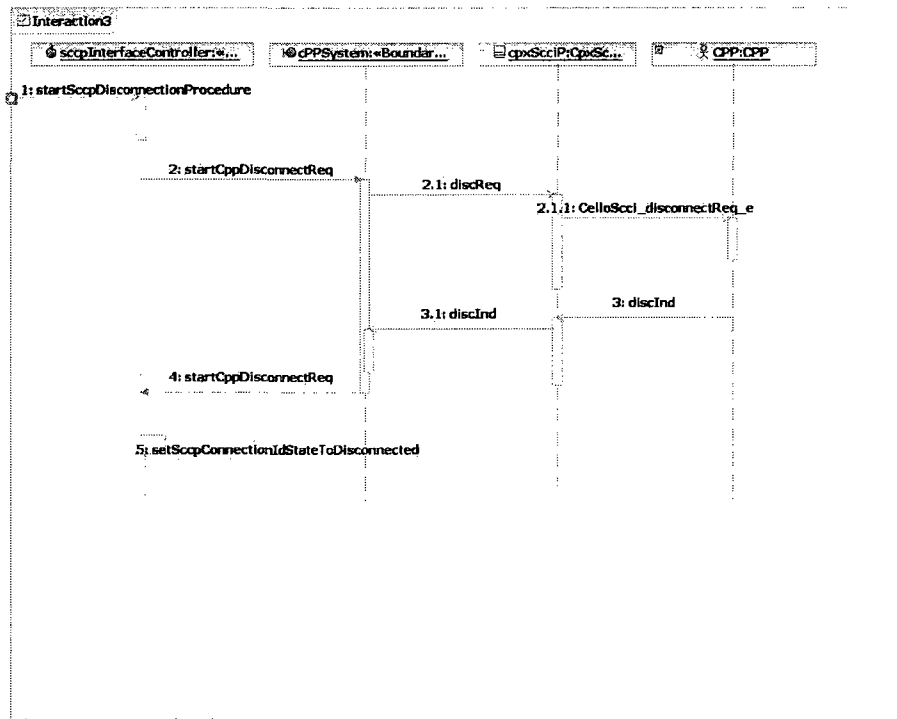 Interaction3
sccpInterfaceController:«,...
cPPSystem:«Boundar...
cpxScciP:CpxSc...
CPP:CPP
1: startSccpDisconnectionProcedure
2: startCppDisconnectReq
2.1: discReq
2.1.1: CelloScci_disconnectReq_e
3: discInd
3.1: discInd
4: startCppDisconnectReq
5: setSccpConnectionIdStateToDisconnected